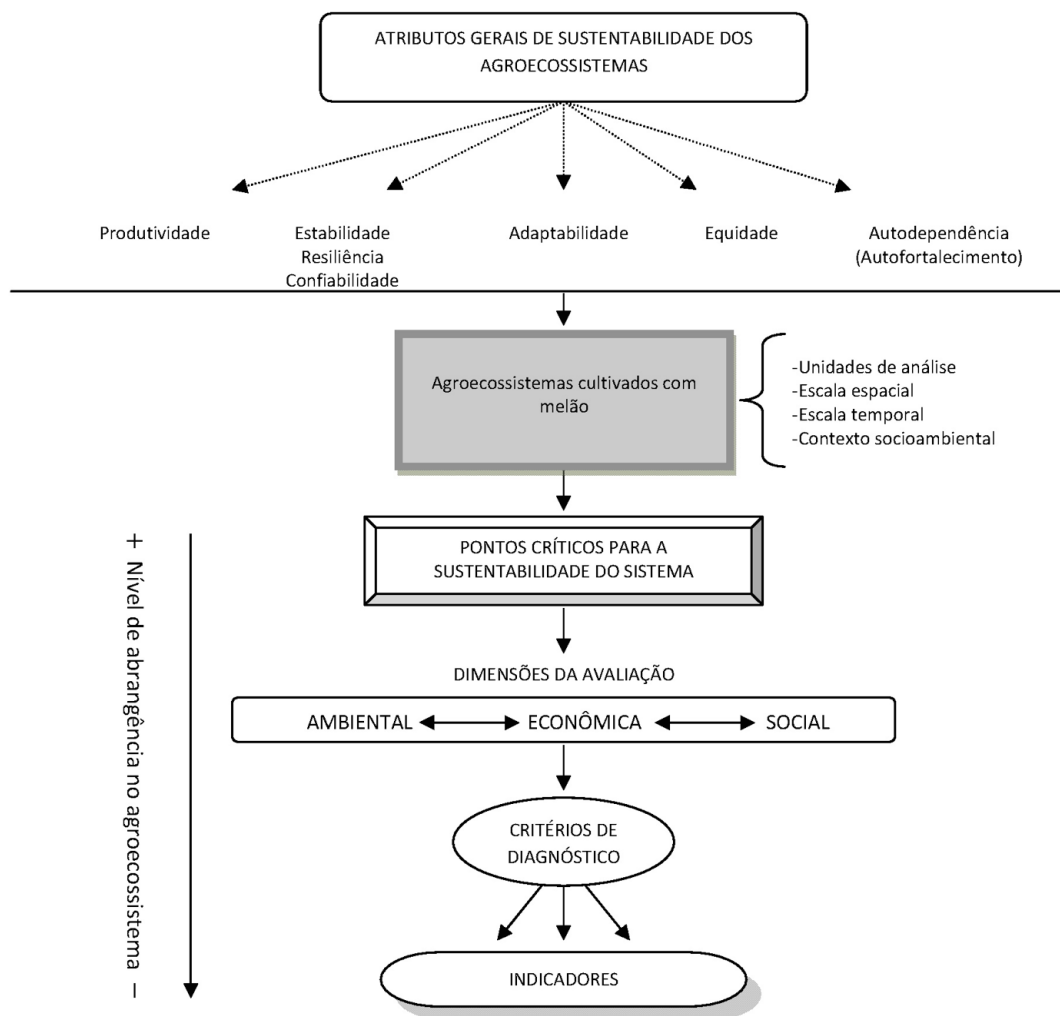 ATRIBUTOS GERAIS DE SUSTENTABILIDADE DOS
AGROECOSSISTEMAS
Produtividade
Estabilidade
Resiliência
Confiabilidade
Adaptabilidade
Equidade
Autodependência
(Autofortalecimento)
Agroecossistemas cultivados com
melão
-Unidades de análise
-Escala espacial
-Escala temporal
-Contexto socioambiental
PONTOS CRÍTICOS PARA A
SUSTENTABILIDADE DO SISTEMA
+ Nível de abrangência no agroecossistema –
DIMENSÕES DA AVALIAÇÃO
AMBIENTAL ECONÔMICA SOCIAL
CRITÉRIOS DE
DIAGNÓSTICO
INDICADORES